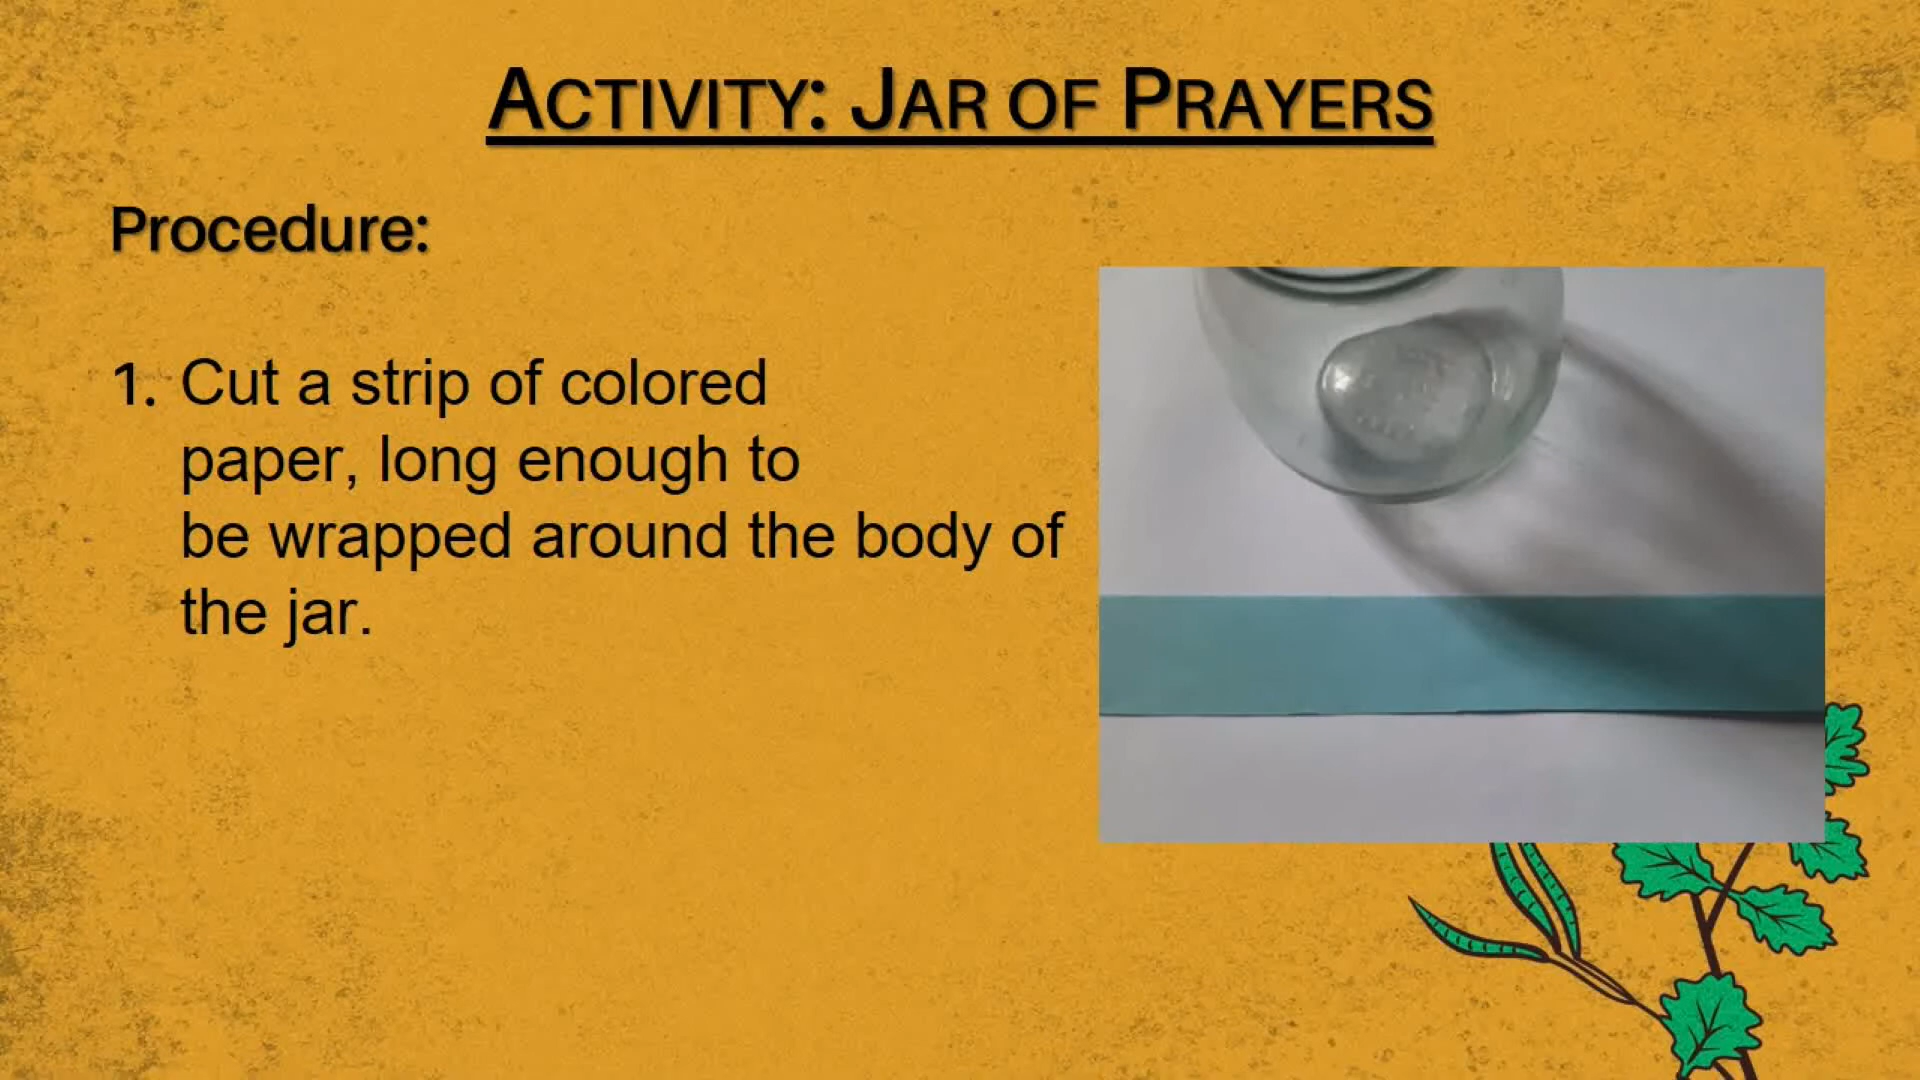 ACTIVITY: JAR OF PRAYERS
Procedure:
1. Cut a strip of colored
paper, long enough to
be wrapped around the body of
the jar.